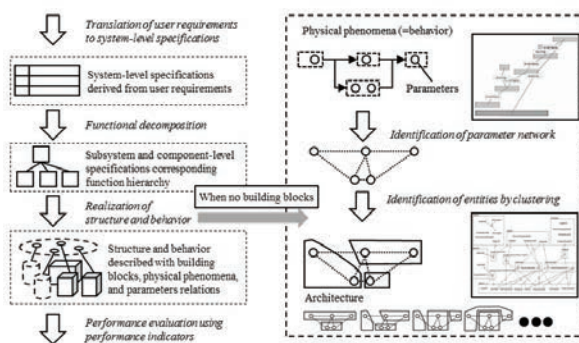 Translation of user requirements
to system-level specifications
System-level specifications
derived from user requirements
Functional decomposition
Subsystem and component-level
specifications corresponding
function hierarchy
Realization of
structure and behavior
When no building blocks
Structure and behavior
described with building
blocks, physical phenomena,
and parameters relations
Performance evaluation using
performance indicators
Physical phenomena (=behavior)
Parameters
Identification of parameter network
Identification of entities by clustering
Architecture